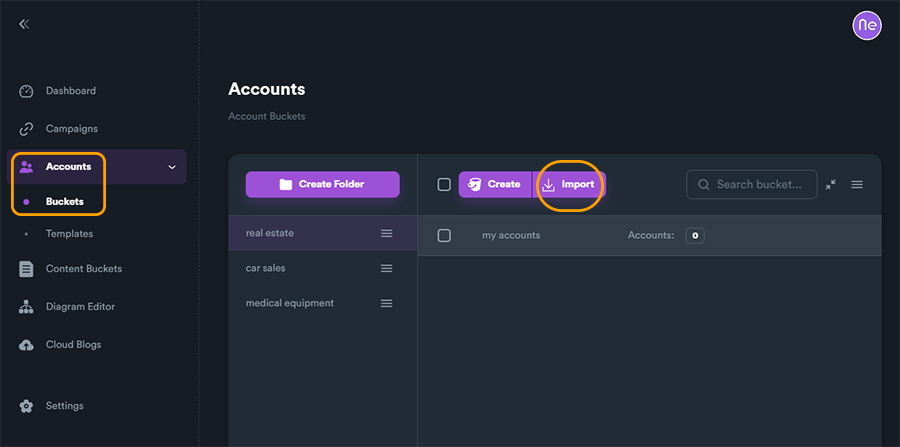 Ne
Dashboard
Campaigns
Accounts
Buckets
Templates
Content Buckets
Diagram Editor
Cloud Blogs
Settings
Accounts
Account Buckets
Create Folder
real estate
car sales
medical equipment
Create
Import
Search bucket...
my accounts
Accounts: 0